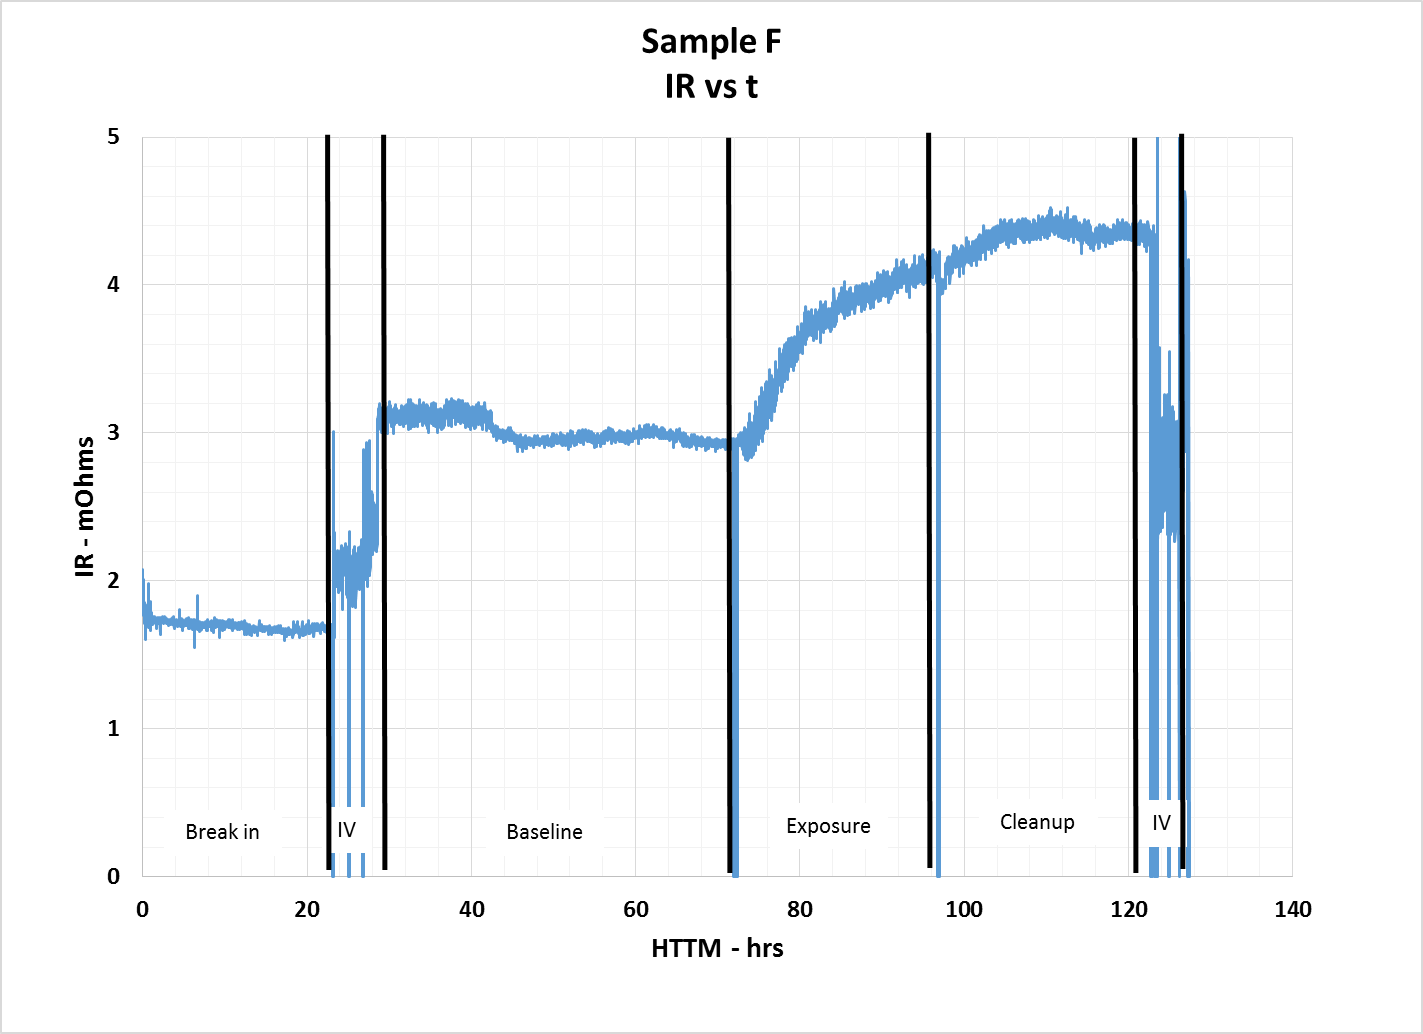 Sample F
IR vs t
5
4
3
2
1
0
IR - mOhms
Break in
IV
Baseline
Exposure
Cleanup
IV
0 20 40 60 80 100 120 140
HTTM - hrs